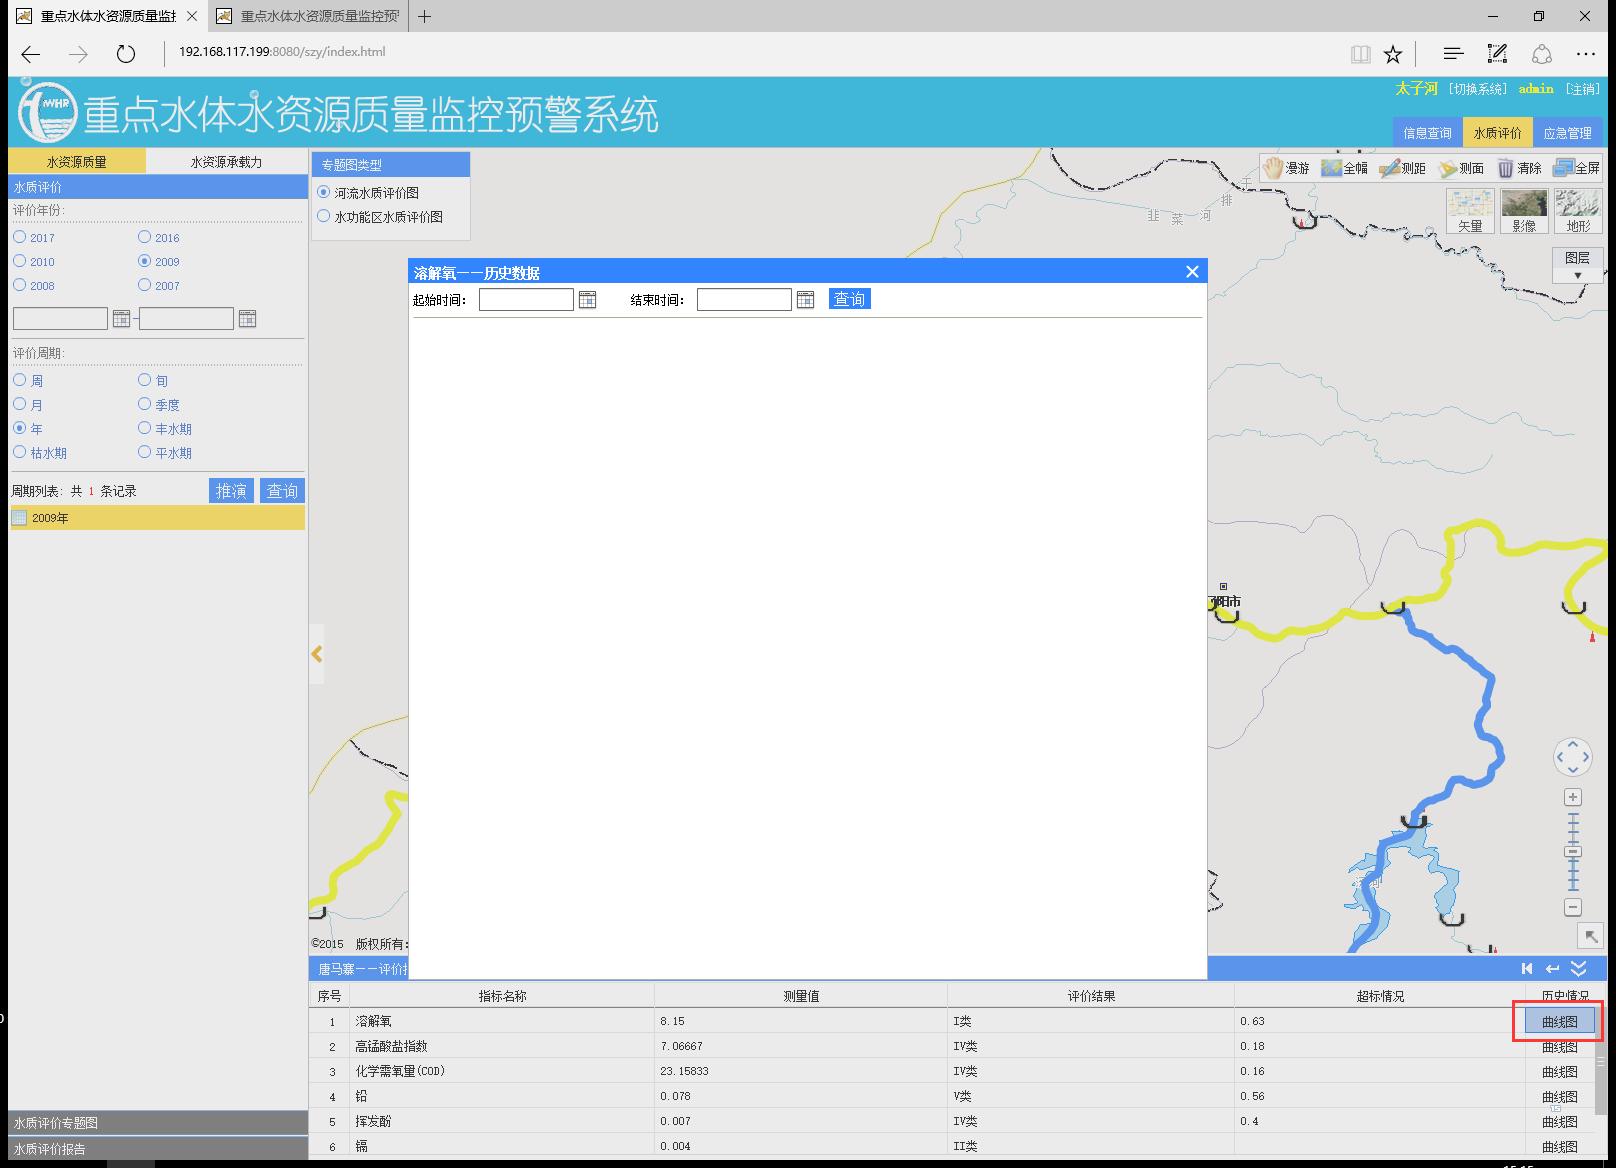 重点水体水资源质量监控
重点水体水资源质量监控预警
192.168.117.199:8080/szy/index.html
IWHR
重点水体水资源质量监控预警系统
太子河 [切换系统] admin [注销]
信息查询 水质评价 应急管理
水资源质量 水资源承载力
水质评价
评价年份:
2017 2016
2010 2009
2008 2007
-
评价周期:
周 旬
月 季度
年 丰水期
枯水期 平水期
周期列表: 共 1 条记录 推演 查询
2009年
水质评价专题图
水质评价报告
专题图类型
河流水质评价图
水功能区水质评价图
漫游 全幅 测距 测面 清除 全屏
矢量 影像 地形
图层
韭菜河
排
干
溶解氧——历史数据
起始时间: 结束时间: 查询
阳市
©2015 版权所有:
唐马寨——评价指
序号 指标名称 测量值 评价结果 超标情况 历史情况
1 溶解氧 8.15 I类 0.63 曲线图
2 高锰酸盐指数 7.06667 IV类 0.18 曲线图
3 化学需氧量(COD) 23.15833 IV类 0.16 曲线图
4 铅 0.078 V类 0.56 曲线图
5 挥发酚 0.007 IV类 0.4 曲线图
6 镉 0.004 II类 曲线图